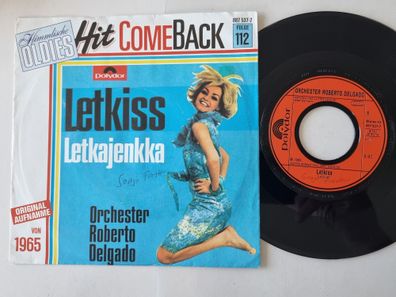 Himmlische
OLDIES
Hit COMEBACK
887 537-7
FOLGE
112
Polydor
Letkiss
Letkajenkka
Orchester
Roberto
Delgado
ORIGINAL
AUFNAHME
VON
1965
ORCHESTER ROBERTO DELGADO
Polydor
LETKISS